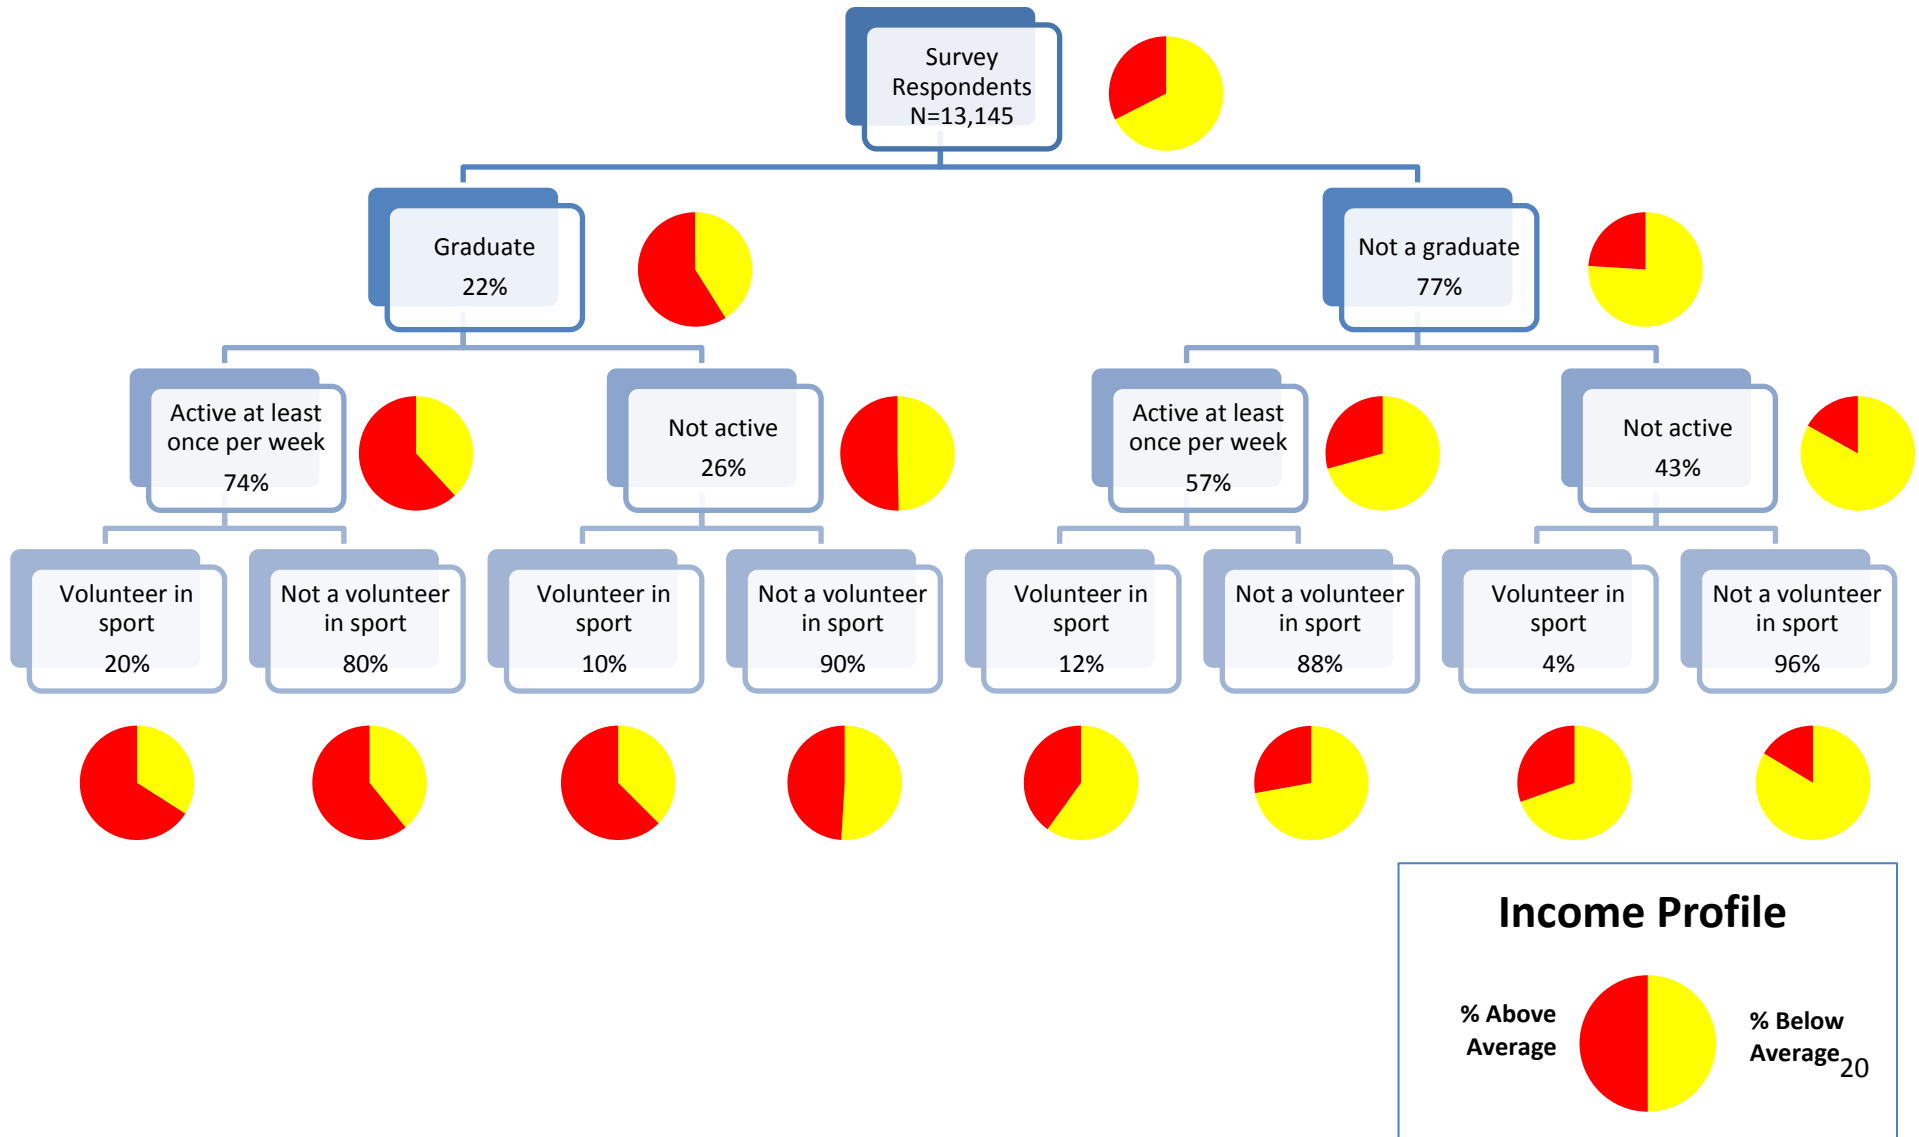 Survey
Respondents
N=13,145
Graduate
22%
Not a graduate
77%
Active at least
once per week
74%
Not active
26%
Active at least
once per week
57%
Not active
43%
Volunteer in
sport
20%
Not a volunteer
in sport
80%
Volunteer in
sport
10%
Not a volunteer
in sport
90%
Volunteer in
sport
12%
Not a volunteer
in sport
88%
Volunteer in
sport
4%
Not a volunteer
in sport
96%
Income Profile
% Above
Average
% Below
Average
20